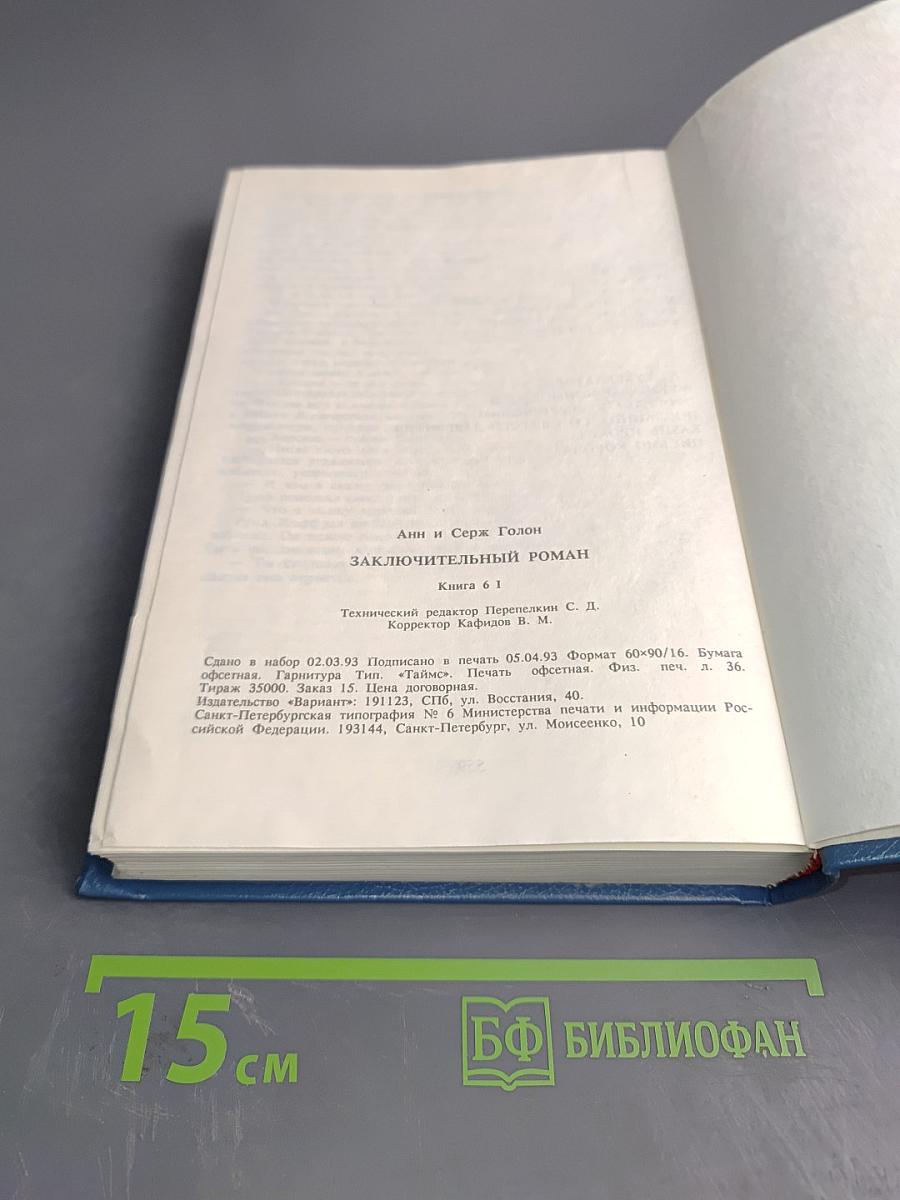 Анн и Серж Голон
ЗАКЛЮЧИТЕЛЬНЫЙ РОМАН
Книга 6 I
Технический редактор Перепелкин С. Д.
Корректор Кафидов В. М.
Сдано в набор 02.03.93 Подписано в печать 05.04.93 Формат 60×90/16. Бумага
офсетная. Гарнитура Тип. «Таймс». Печать офсетная. Физ. печ. л. 36.
Тираж 35000. Заказ 15. Цена договорная.
Издательство «Вариант»: 191123, СПб, ул. Восстания, 40.
Санкт-Петербургская типография № 6 Министерства печати и информации Рос-
сийской Федерации. 193144, Санкт-Петербург, ул. Моисеенко, 10
15 см
БФ БИБЛИОФАН